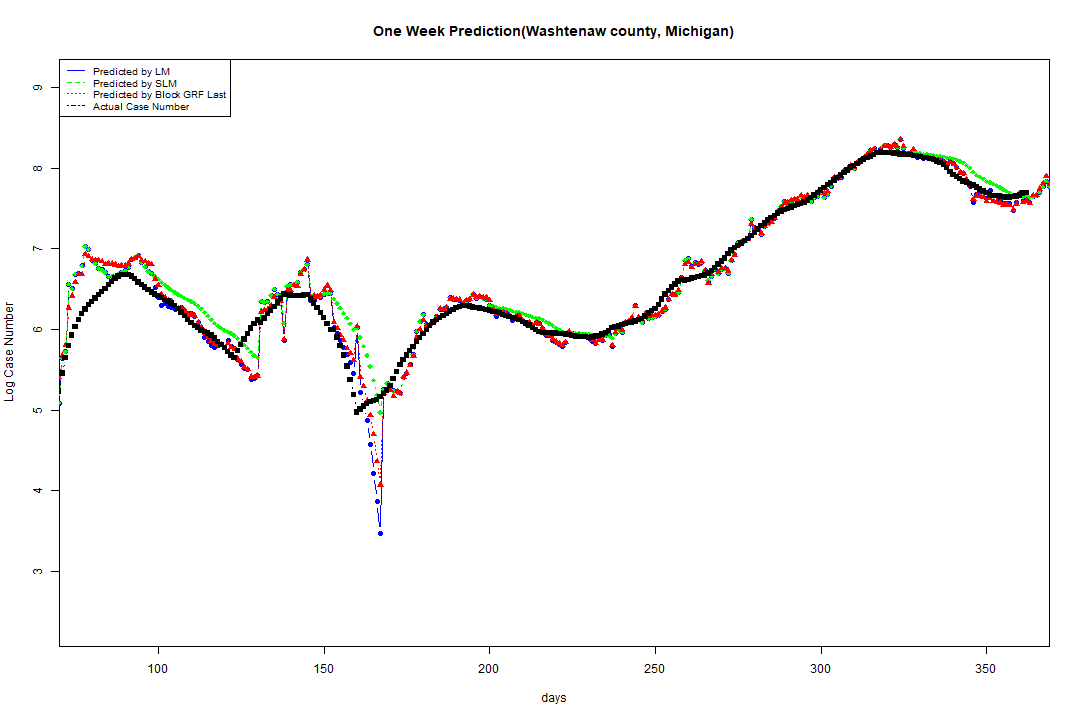 One Week Prediction(Washtenaw county, Michigan)
Predicted by LM
Predicted by SLM
Predicted by Block GRF Last
Actual Case Number
Log Case Number
9
8
7
6
5
4
3
100 150 200 250 300 350
days